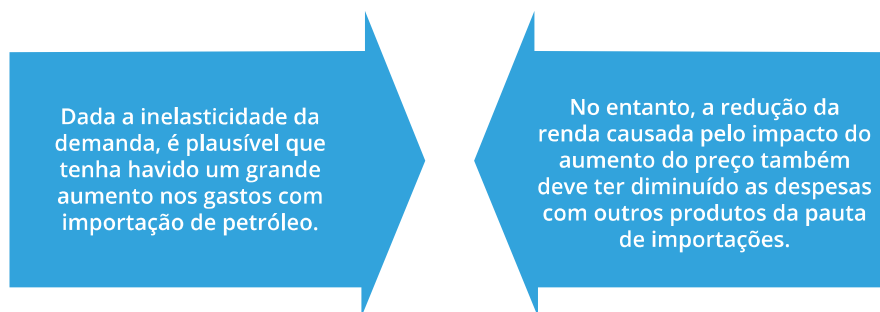 Dada a inelasticidade da
demanda, é plausível que
tenha havido um grande
aumento nos gastos com
importação de petróleo.
No entanto, a redução da
renda causada pelo impacto do
aumento do preço também
deve ter diminuído as despesas
com outros produtos da pauta
de importações.